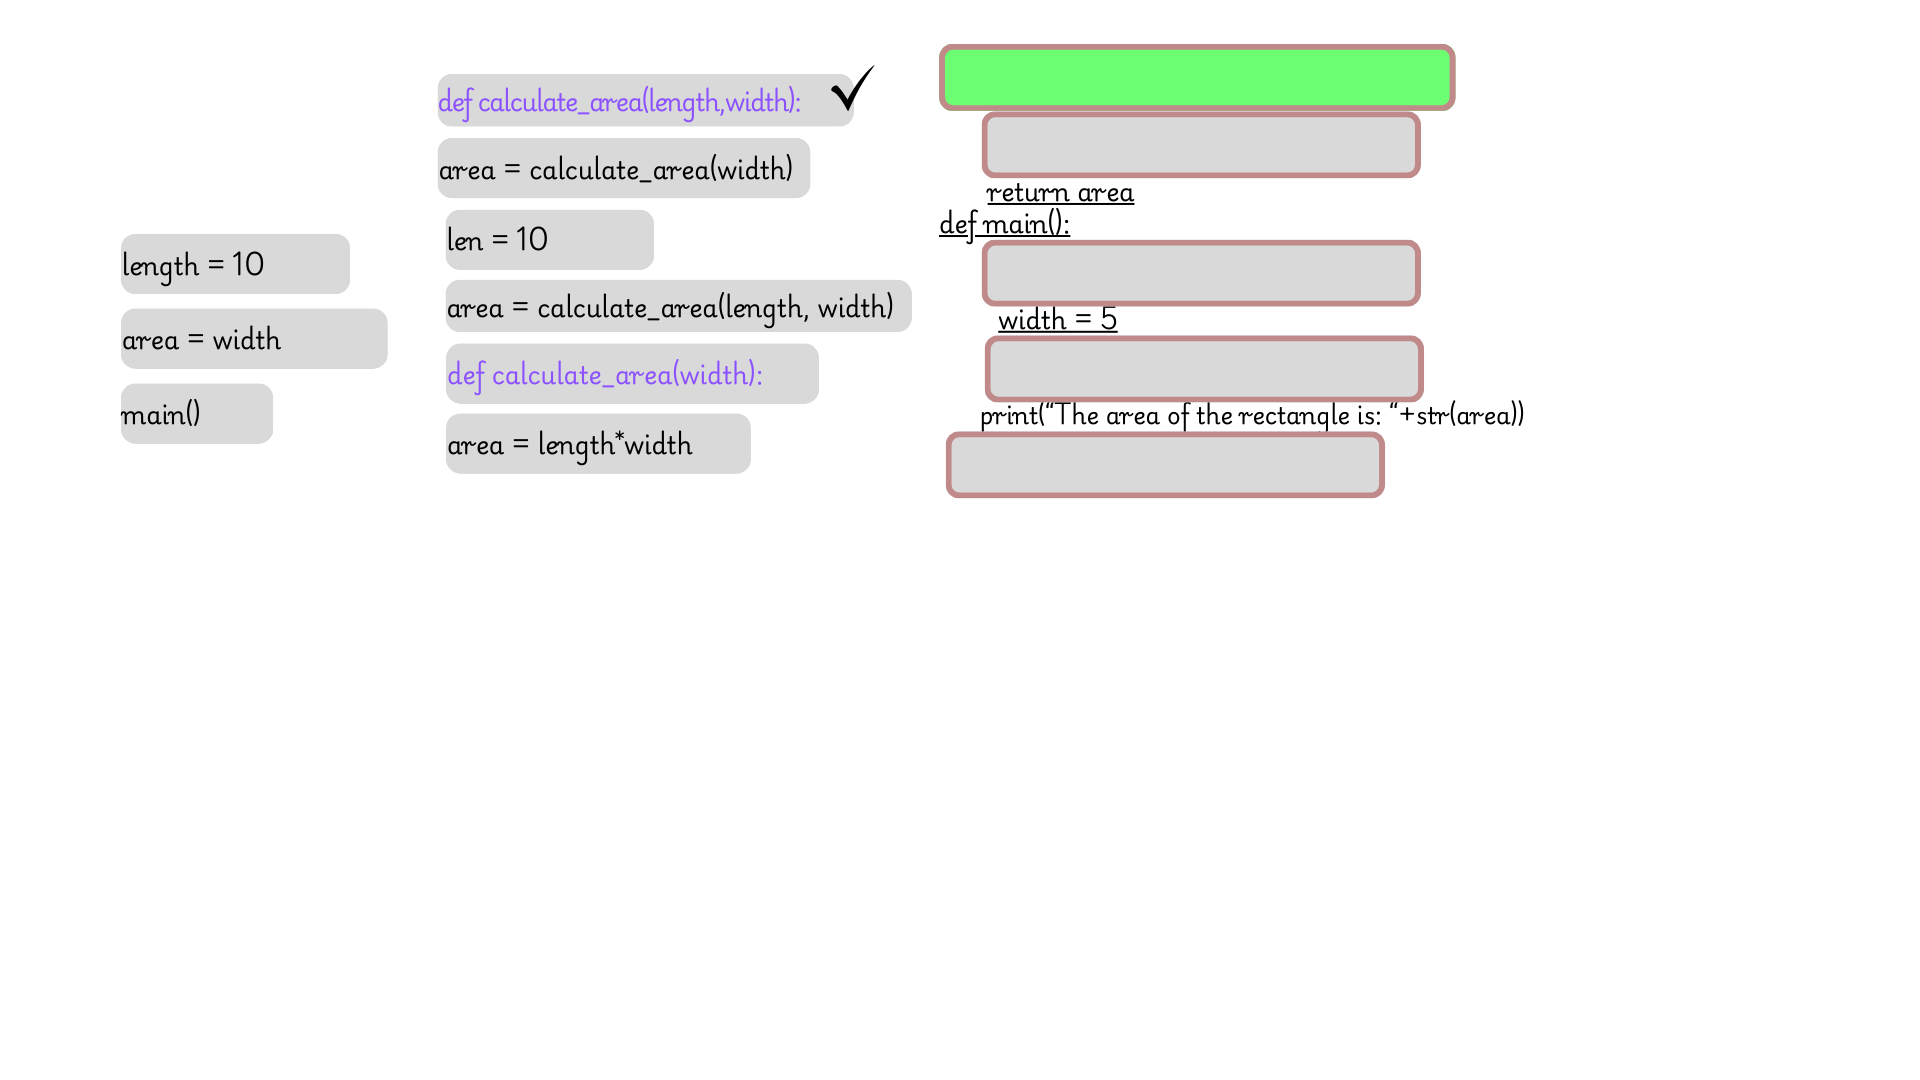 length = 10
area = width
main()
def calculate_area(length,width):
area = calculate_area(width)
len = 10
area = calculate_area(length, width)
def calculate_area(width):
area = length*width
return area
def main():
width = 5
print(“The area of the rectangle is: “+str(area))